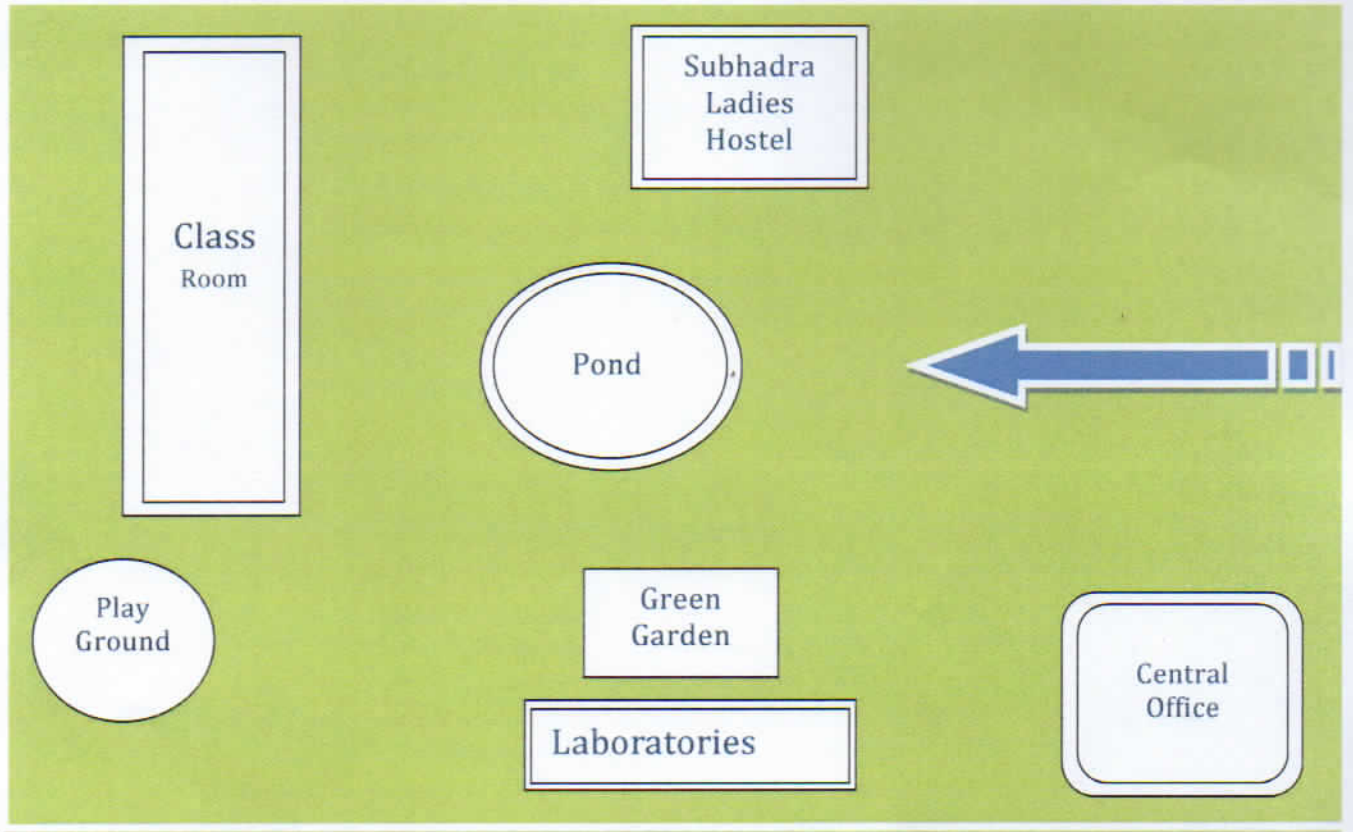 Subhadra
Ladies
Hostel
Class
Room
Pond
Play
Ground
Green
Garden
Central
Office
Laboratories